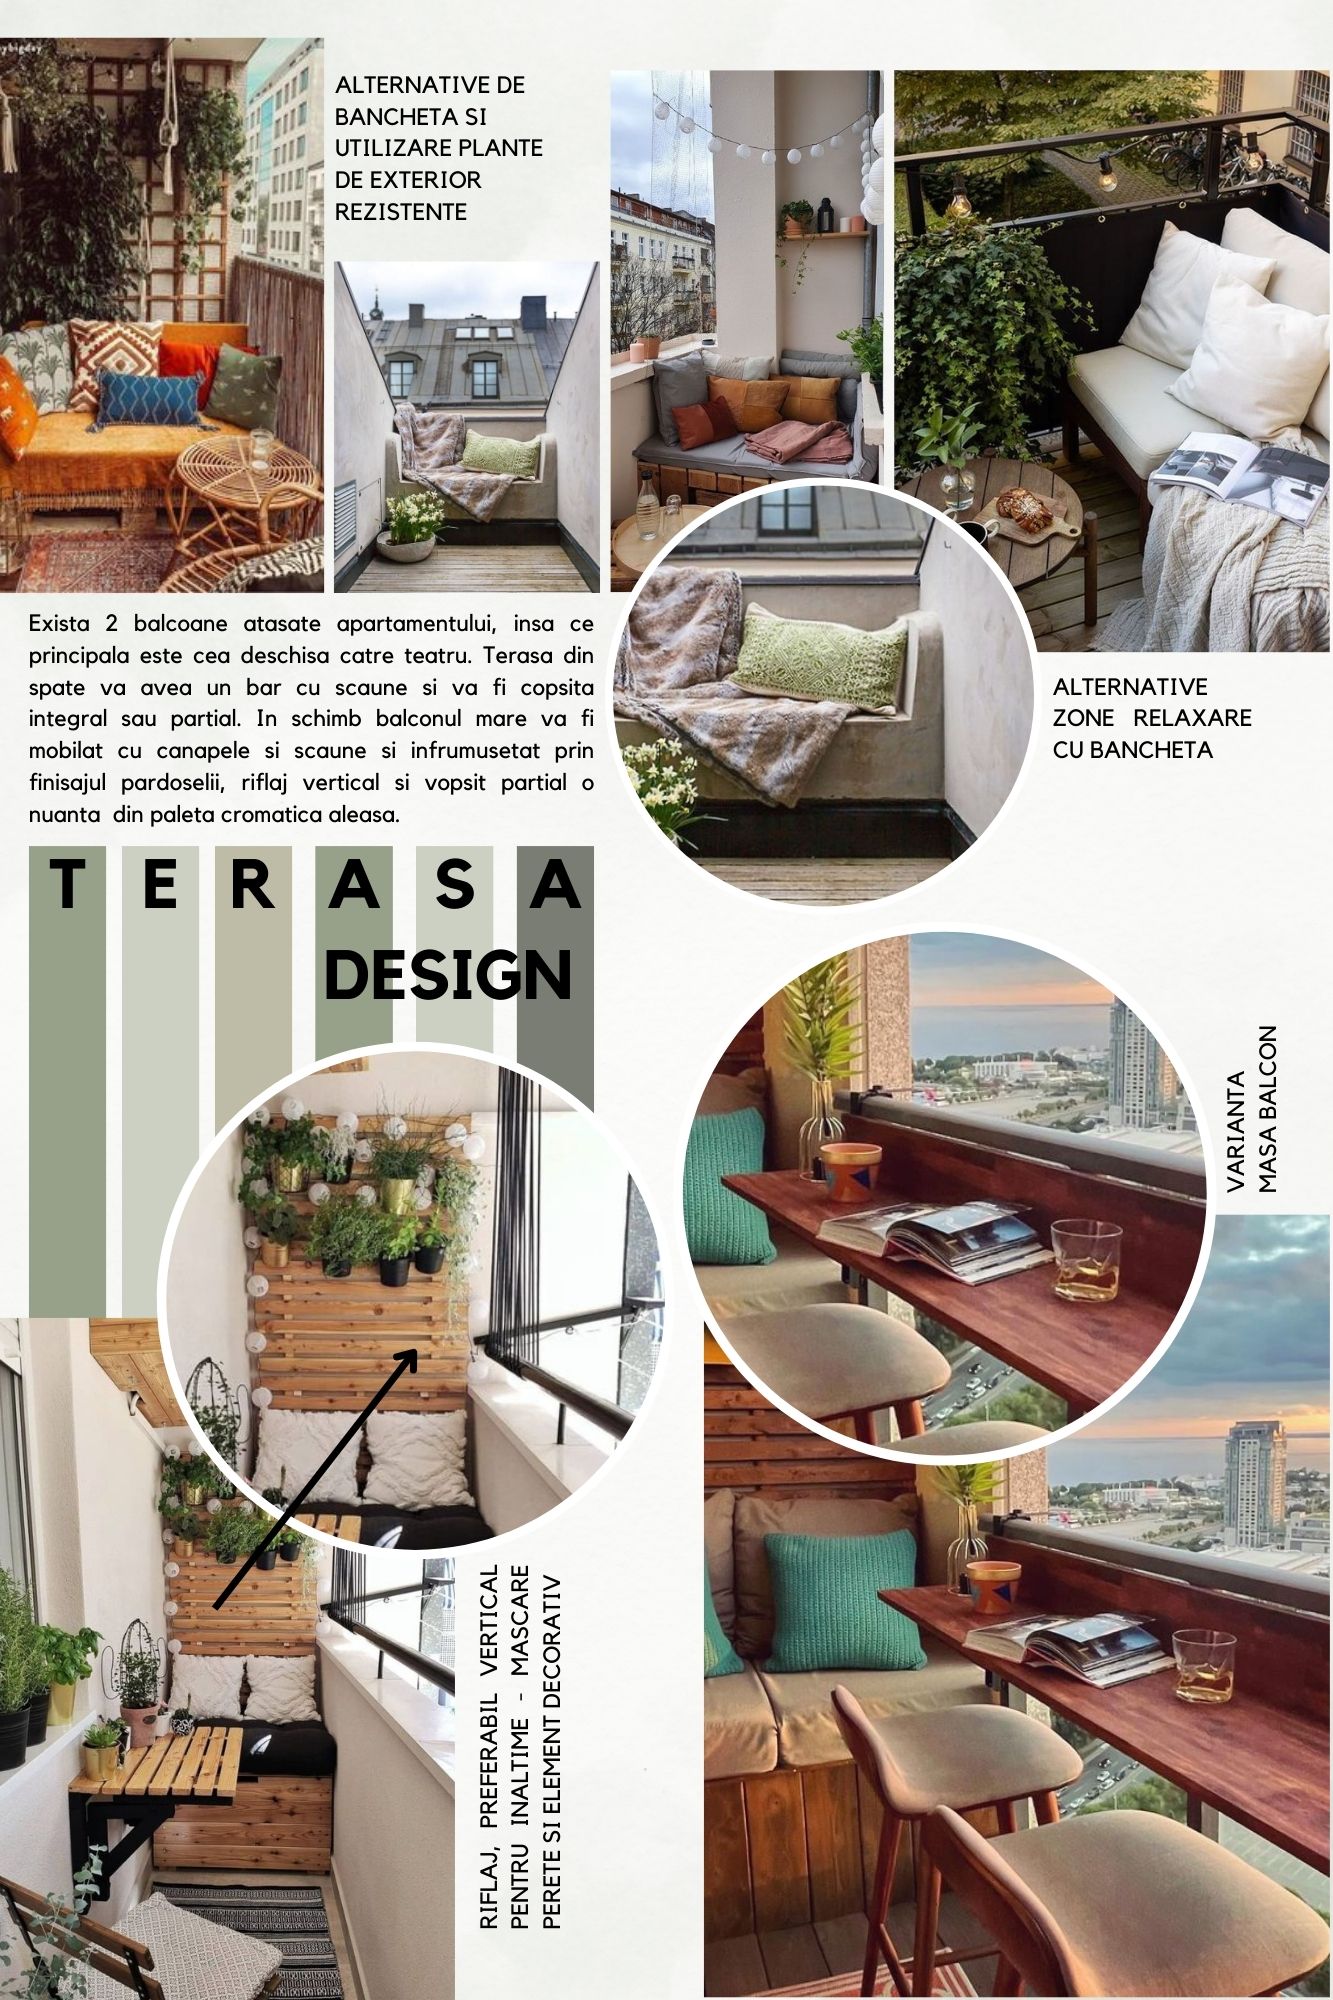 ALTERNATIVE DE
BANCHETA SI
UTILIZARE PLANTE
DE EXTERIOR
REZISTENTE
Exista 2 balcoane atasate apartamentului, insa ce
principala este cea deschisa catre teatru. Terasa din
spate va avea un bar cu scaune si va fi copsita
integral sau partial. In schimb balconul mare va fi
mobilat cu canapele si scaune si infrumusetat prin
finisajul pardoselii, riflaj vertical si vopsit partial o
nuanta din paleta cromatica aleasa.
ALTERNATIVE
ZONE RELAXARE
CU BANCHETA
TERASA
DESIGN
VARIANTA
MASA BALCON
RIFLAJ, PREFERABIL VERTICAL
PENTRU INALTIME - MASCARE
PERETE SI ELEMENT DECORATIV